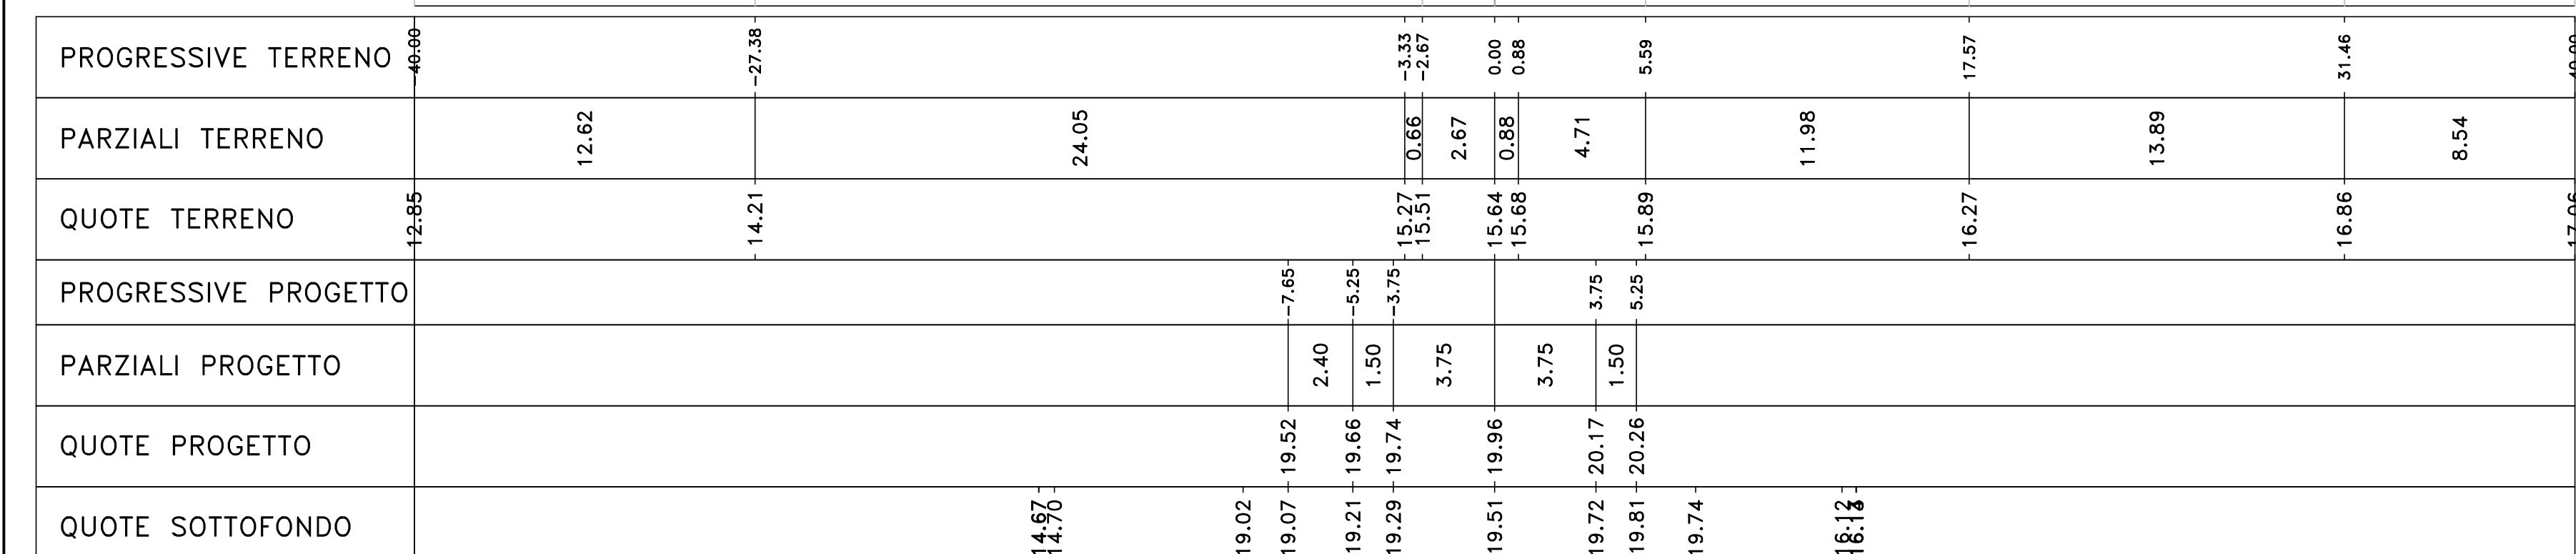 PROGRESSIVE TERRENO -40.00 -27.38 -3.33 -2.67 0.00 0.88 5.59 17.57 31.46
PARZIALI TERRENO 12.62 24.05 0.66 2.67 0.88 4.71 11.98 13.89 8.54
QUOTE TERRENO 12.85 14.21 15.27 15.51 15.64 15.68 15.89 16.27 16.86
PROGRESSIVE PROGETTO -7.65 -5.25 -3.75 3.75 5.25
PARZIALI PROGETTO 2.40 1.50 3.75 3.75 1.50
QUOTE PROGETTO 19.52 19.66 19.74 19.96 20.17 20.26
QUOTE SOTTOFONDO 14.67 14.70 19.02 19.07 19.21 19.29 19.51 19.72 19.81 19.74 16.12